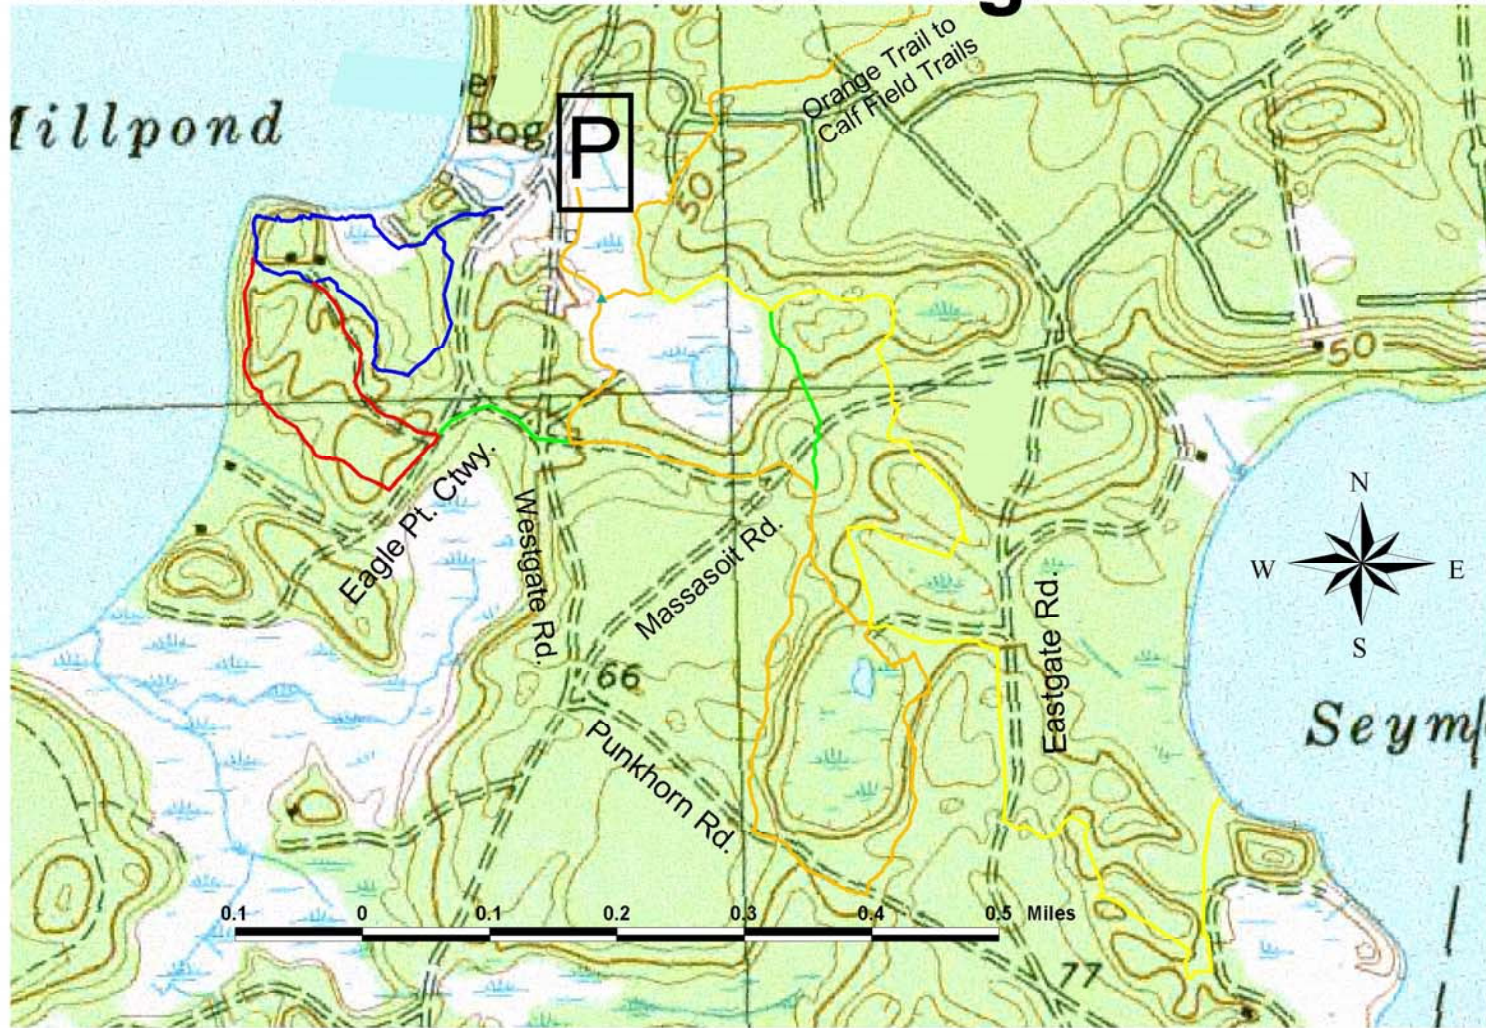 Millpond
Bog
P
Orange Trail to
Calf Field Trails
50
50
Eagle Pt. Ctwy.
Westgate Rd.
Massasoit Rd.
Eastgate Rd.
66
Punkhorn Rd.
N
W E
S
Seym
0.1 0 0.1 0.2 0.3 0.4 0.5 Miles
77